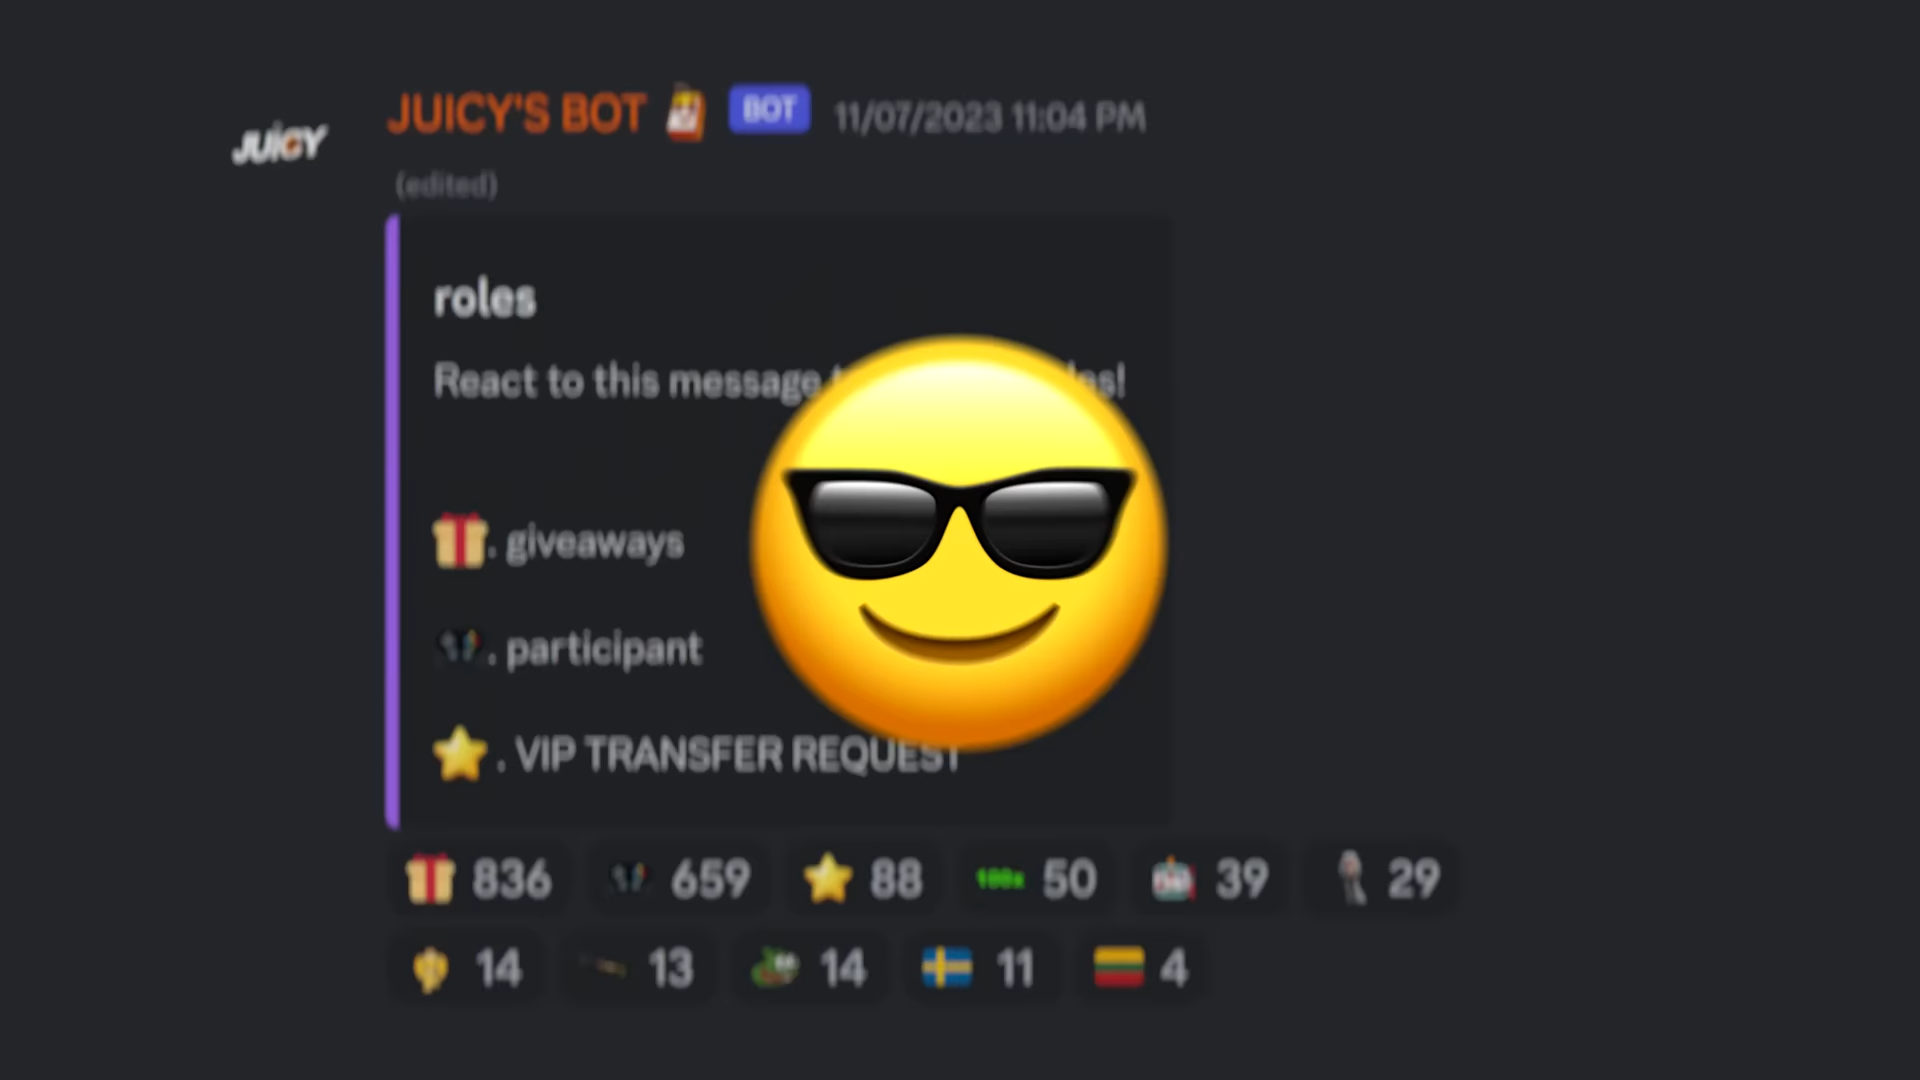 JUICY
JUICY'S BOT BOT 11/07/2023 11:04 PM
(edited)
roles
React to this message
. giveaways
. participant
. VIP TRANSFER REQUEST
836 659 88 100x 50 39 29
14 13 14 11 4